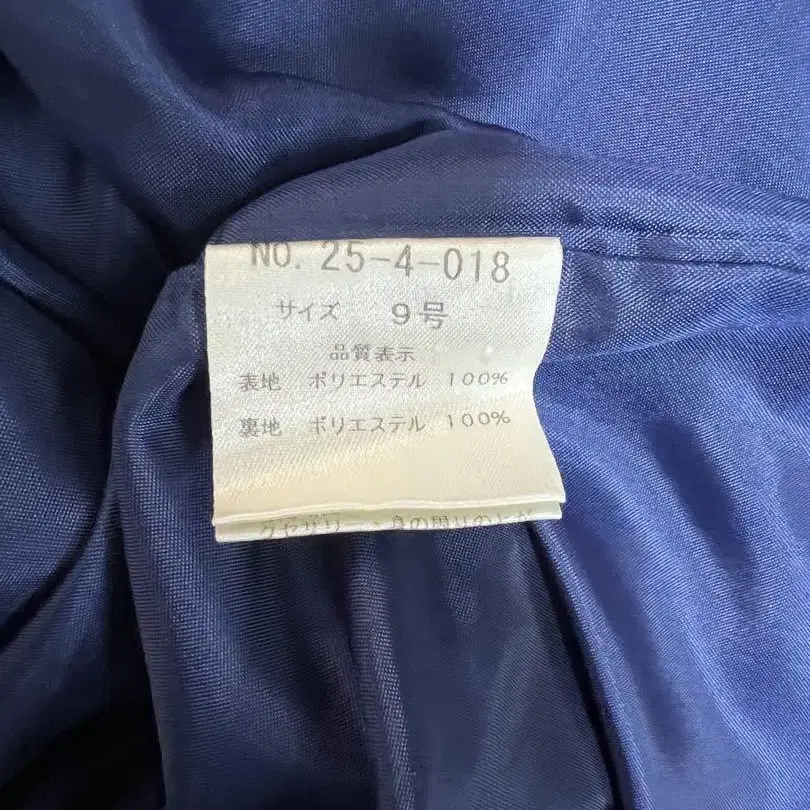 NO. 25-4-018
サイズ 9号
品質表示
表地 ポリエステル 100%
裏地 ポリエステル 100%